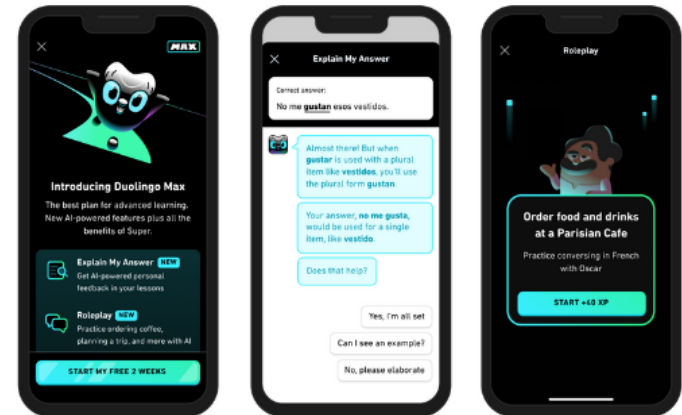 MAX
Introducing Duolingo Max
The best plan for advanced learning.
New AI-powered features plus all the
benefits of Super.
Explain My Answer NEW
Get AI-powered personal
feedback in your lessons
Roleplay NEW
Practice ordering coffee,
planning a trip, and more with AI
START MY FREE 2 WEEKS
Explain My Answer
Correct answer:
No me gustan esos vestidos.
Almost there! But when
gustar is used with a plural
item like vestidos, you'll use
the plural form gustan.
Your answer, no me gusta,
would be used for a single
item, like vestido.
Does that help?
Yes, I'm all set
Can I see an example?
No, please elaborate
Roleplay
Order food and drinks
at a Parisian Cafe
Practice conversing in French
with Oscar
START +40 XP